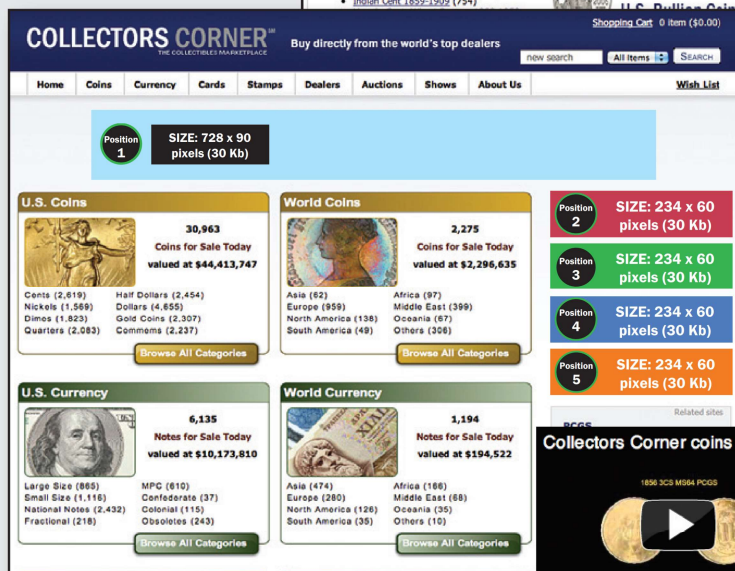 Indian Cent 1859-1909 (754)
U.S. Bullion Coin
Shopping Cart 0 item ($0.00)
COLLECTORS CORNER℠
THE COLLECTIBLES MARKETPLACE
Buy directly from the world's top dealers
new search
All Items
SEARCH
Home Coins Currency Cards Stamps Dealers Auctions Shows About Us Wish List
Position
1
SIZE: 728 x 90
pixels (30 Kb)
U.S. Coins
30,963
Coins for Sale Today
valued at $44,413,747
Cents (2,619) Half Dollars (2,454)
Nickels (1,569) Dollars (4,655)
Dimes (1,823) Gold Coins (2,307)
Quarters (2,083) Commems (2,237)
Browse All Categories
World Coins
2,275
Coins for Sale Today
valued at $2,296,635
Asia (62) Africa (97)
Europe (959) Middle East (399)
North America (138) Oceania (67)
South America (49) Others (306)
Browse All Categories
Position
2
SIZE: 234 x 60
pixels (30 Kb)
Position
3
SIZE: 234 x 60
pixels (30 Kb)
Position
4
SIZE: 234 x 60
pixels (30 Kb)
Position
5
SIZE: 234 x 60
pixels (30 Kb)
U.S. Currency
6,135
Notes for Sale Today
valued at $10,173,810
Large Size (865) MPC (610)
Small Size (1,116) Confederate (37)
National Notes (2,432) Colonial (115)
Fractional (218) Obsoletes (243)
Browse All Categories
World Currency
1,194
Notes for Sale Today
valued at $194,522
Asia (474) Africa (166)
Europe (280) Middle East (68)
North America (126) Oceania (35)
South America (35) Others (10)
Browse All Categories
Related sites
PCGS
Collectors Corner coins
1856 3CS MS64 PCGS